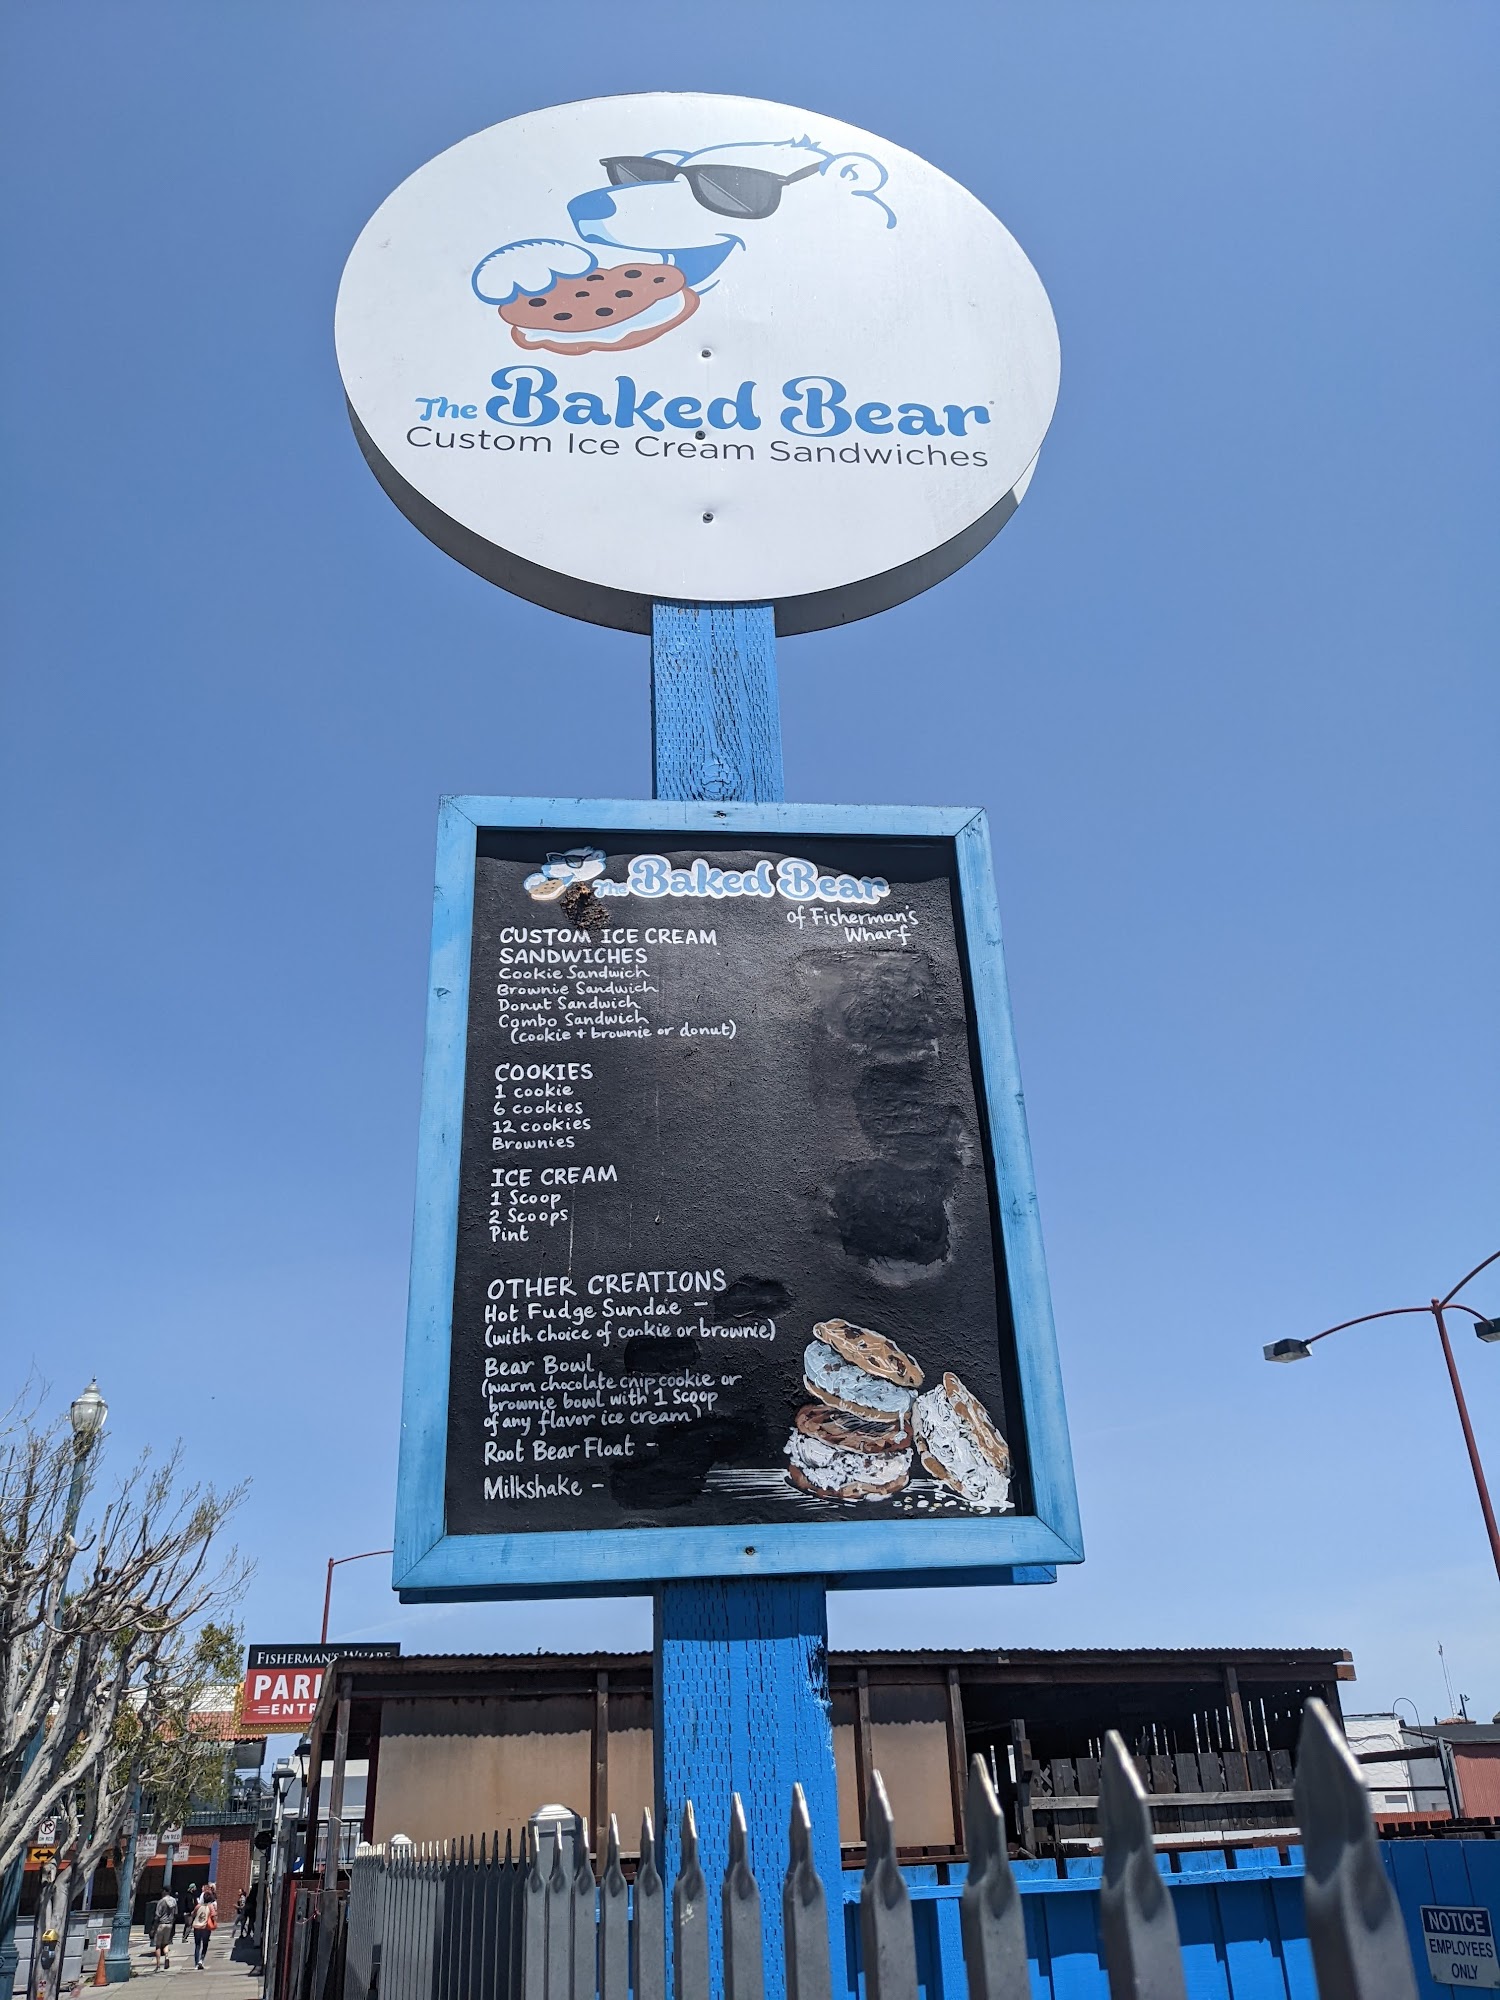 The Baked Bear
Custom Ice Cream Sandwiches
The Baked Bear
of Fisherman's
Wharf
CUSTOM ICE CREAM
SANDWICHES
Cookie Sandwich
Brownie Sandwich
Donut Sandwich
Combo Sandwich
(cookie + brownie or donut)
COOKIES
1 cookie
6 cookies
12 cookies
Brownies
ICE CREAM
1 Scoop
2 Scoops
Pint
OTHER CREATIONS
Hot Fudge Sundae -
(with choice of cookie or brownie)
Bear Bowl
(warm chocolate chip cookie or
brownie bowl with 1 scoop
of any flavor ice cream)
Root Bear Float -
Milkshake -
FISHERMAN'S WHARF
PARK
ENTR
NOTICE
EMPLOYEES
ONLY